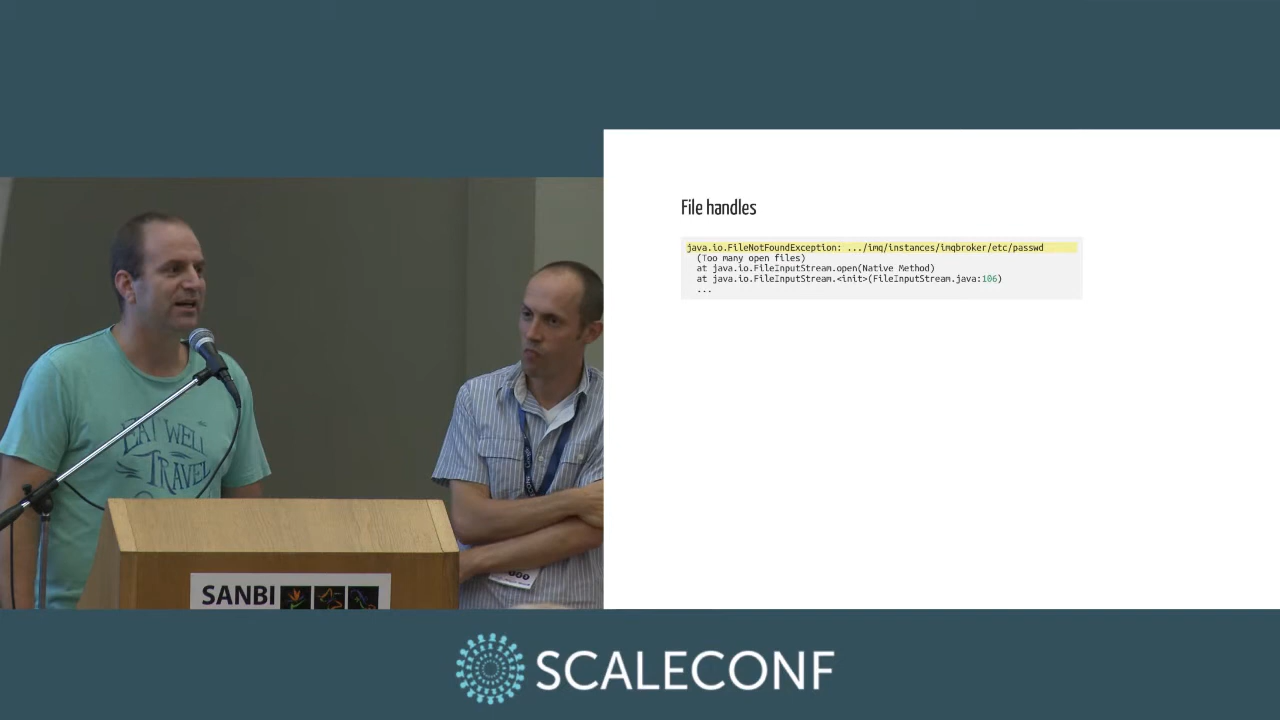 File handles
java.io.FileNotFoundException: .../imq/instances/imqbroker/etc/passwd
(Too many open files)
at java.io.FileInputStream.open(Native Method)
at java.io.FileInputStream.<init>(FileInputStream.java:106)
...
EAT WELL
TRAVEL
SANBI
SCALECONF